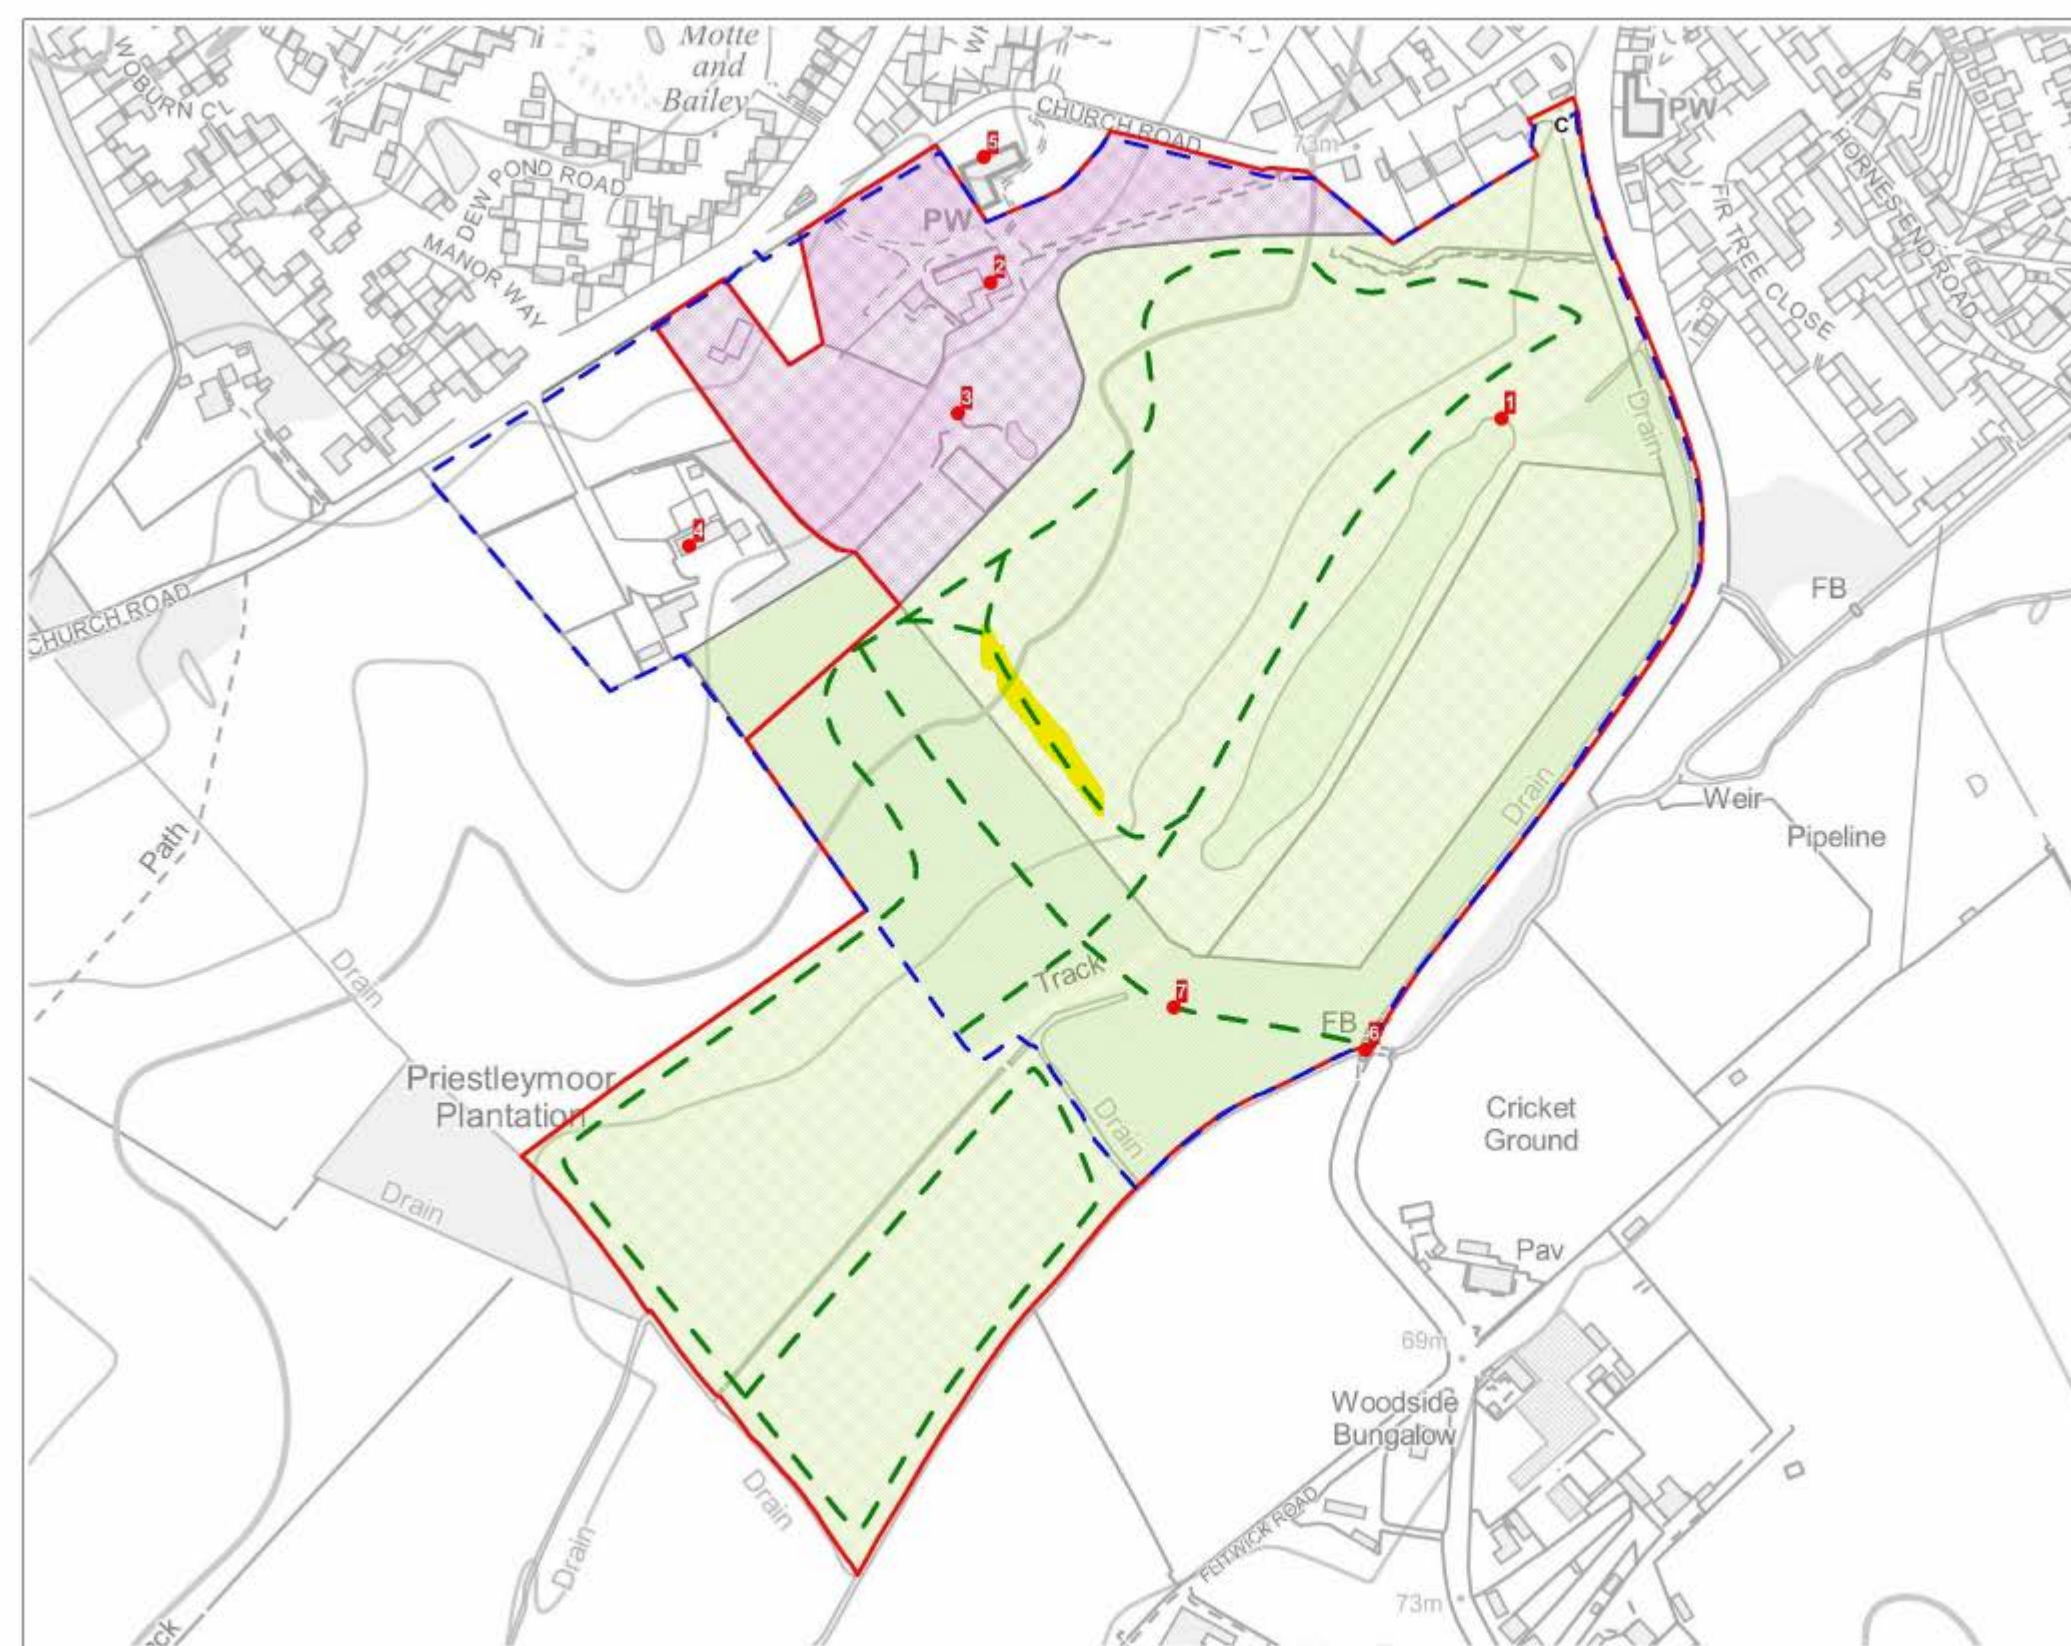 Motte
and
Bailey
WOBURN CL
CHURCH ROAD
73m
C
PW
5
DEW POND ROAD
PW
HORNES END ROAD
FIR TREE CLOSE
MANOR WAY
2
3
1
Drain
4
FB
CHURCH ROAD
Drain
Weir
Pipeline
D
Path
Drain
Track
7
FB
6
Priestleymoor
Plantation
Cricket
Ground
Drain
Drain
Pav
69m
Woodside
Bungalow
Drain
Drain
FLITWICK ROAD
73m